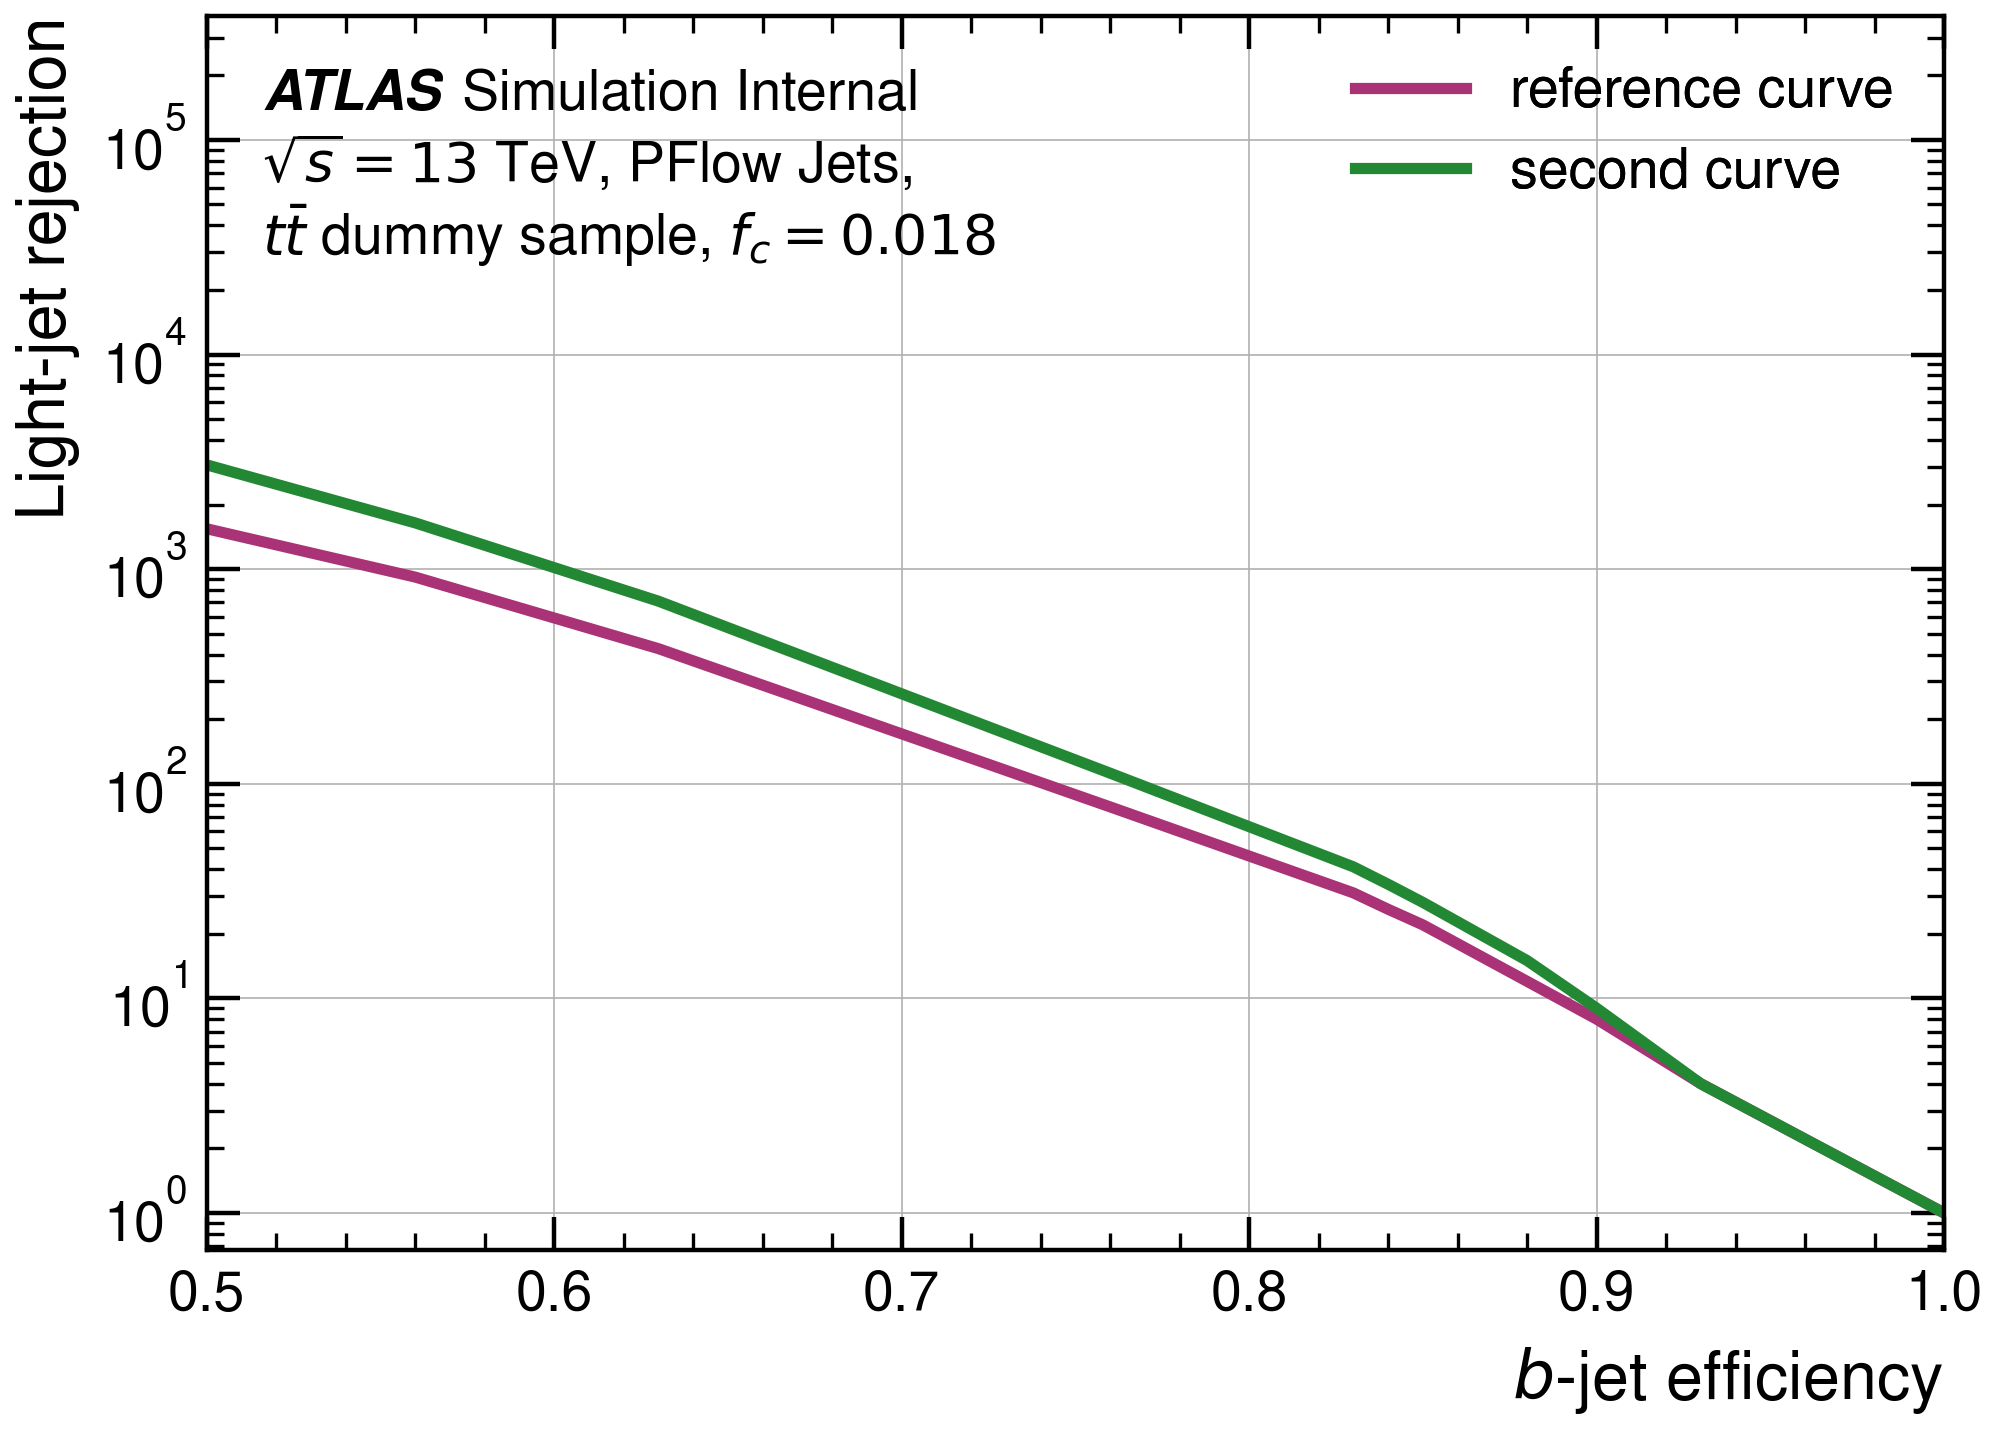 Light-jet rejection
ATLAS Simulation Internal
√s = 13 TeV, PFlow Jets,
tt̄ dummy sample, f_c = 0.018
reference curve
second curve
10^5
10^4
10^3
10^2
10^1
10^0
0.5 0.6 0.7 0.8 0.9 1.0
b-jet efficiency